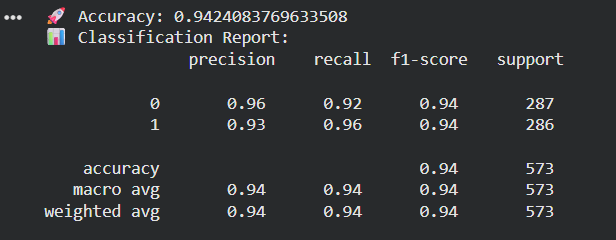 ••• 🚀 Accuracy: 0.9424083769633508
📊 Classification Report:
precision recall f1-score support
0 0.96 0.92 0.94 287
1 0.93 0.96 0.94 286
accuracy 0.94 573
macro avg 0.94 0.94 0.94 573
weighted avg 0.94 0.94 0.94 573